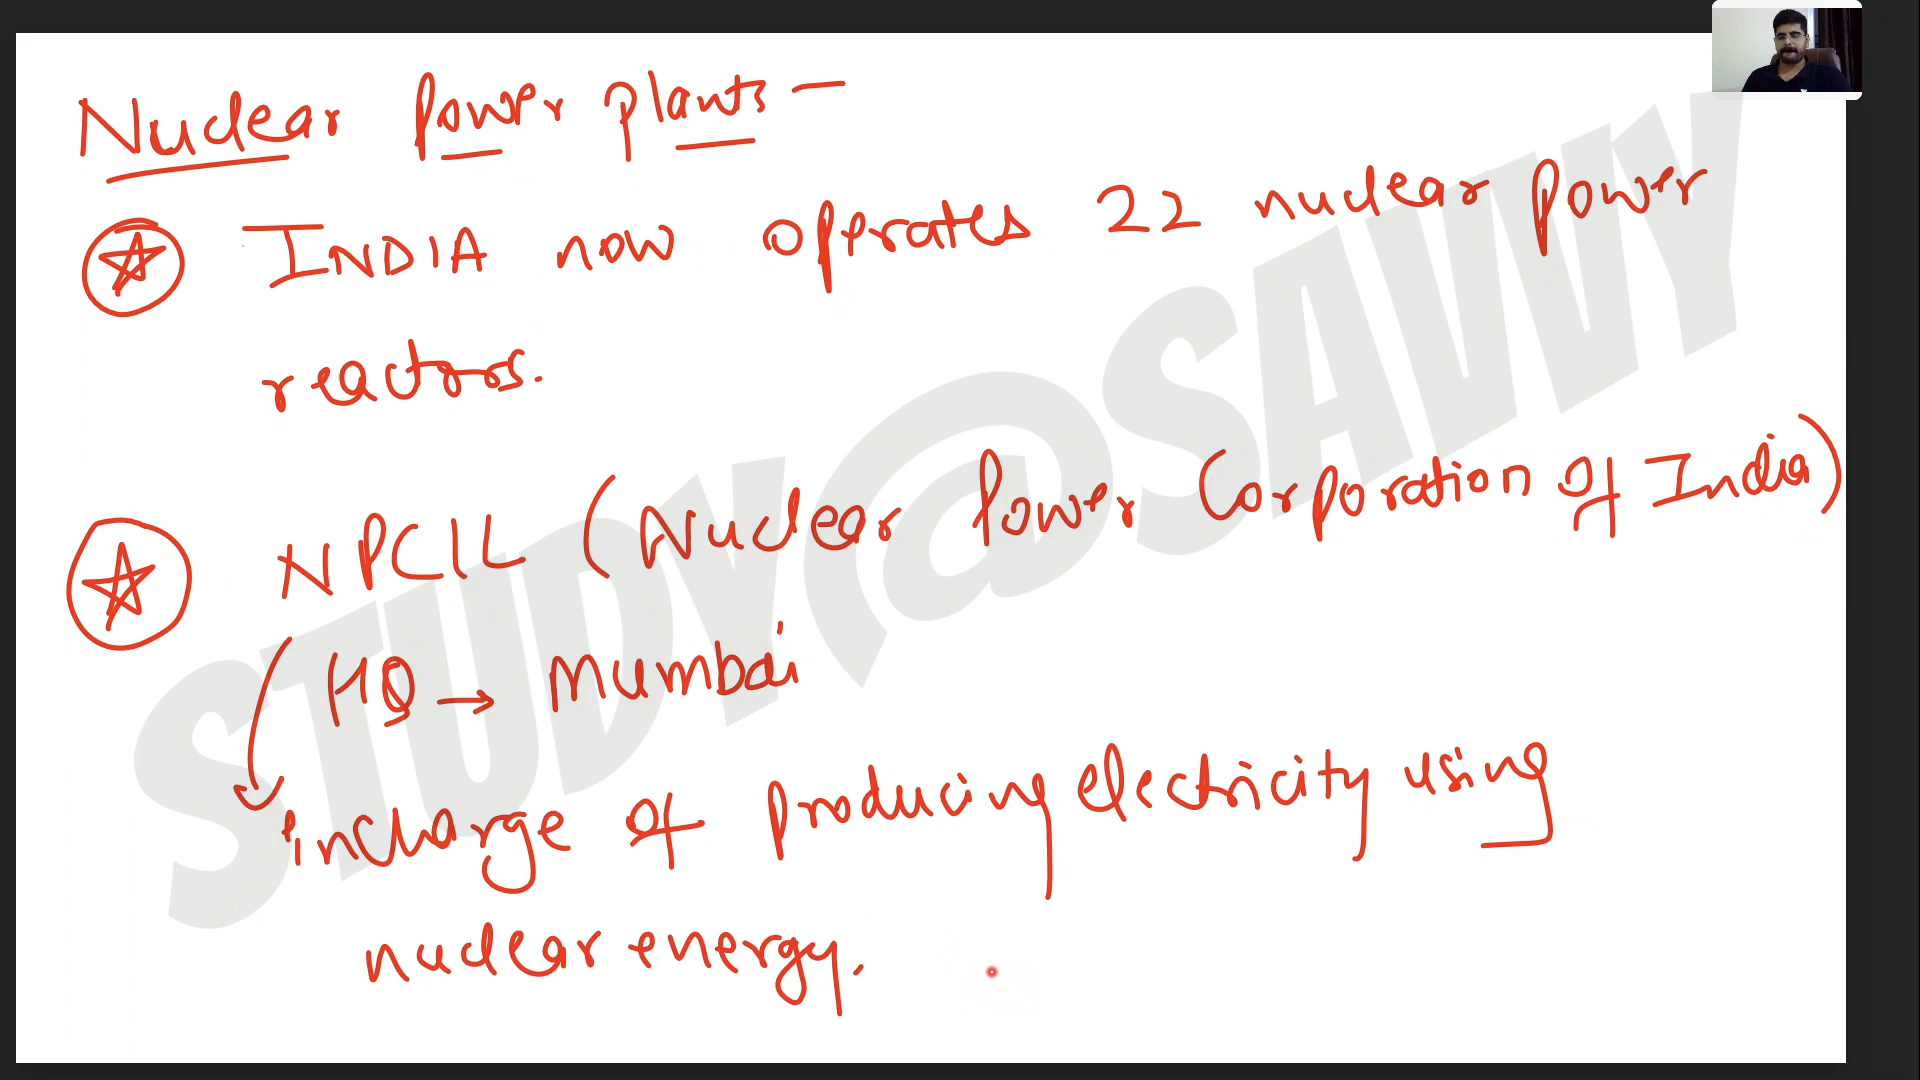 Nuclear Power plants -
INDIA now operates 22 nuclear Power
reactors.
NPCIL (Nuclear Power Corporation of India)
HQ → Mumbai
incharge of producing electricity using
nuclear energy.
STUDY@SAVVY